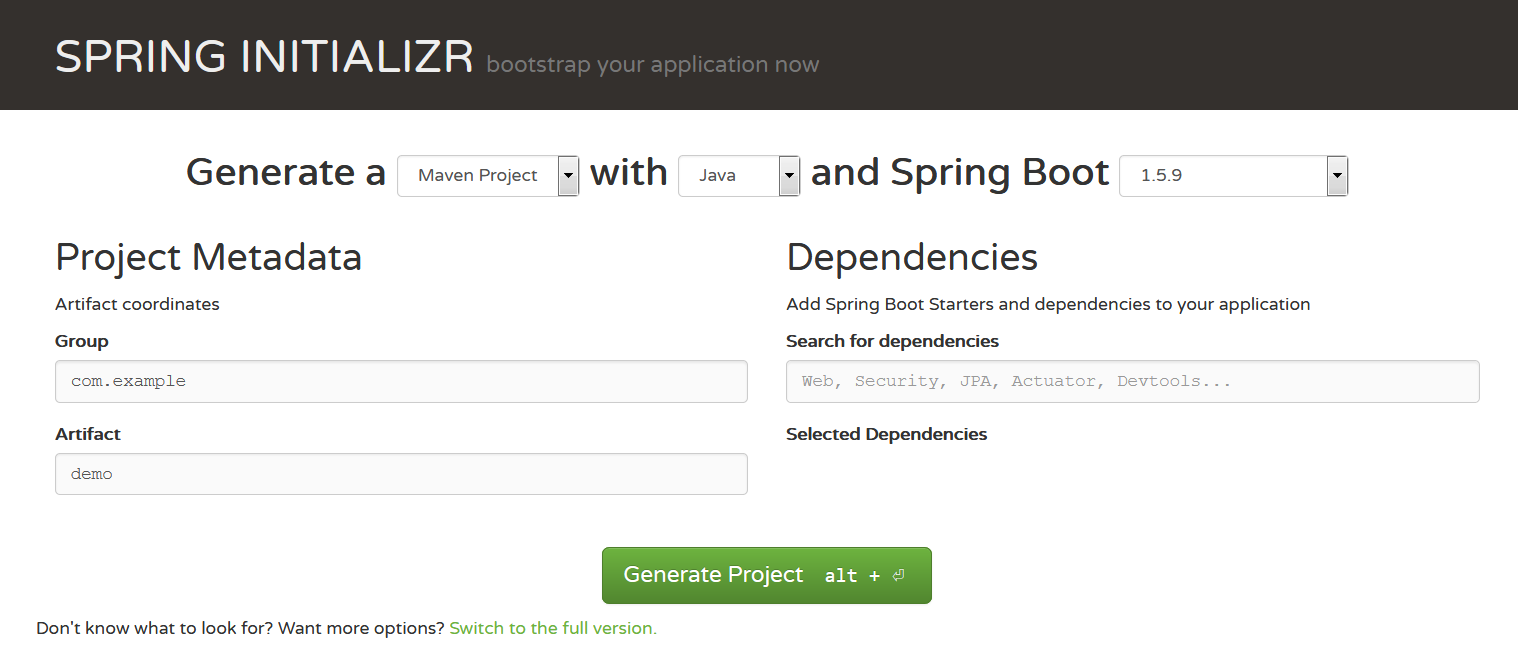 SPRING INITIALIZR bootstrap your application now
Generate a Maven Project with Java and Spring Boot 1.5.9
Project Metadata
Artifact coordinates
Group
com.example
Artifact
demo
Dependencies
Add Spring Boot Starters and dependencies to your application
Search for dependencies
Web, Security, JPA, Actuator, Devtools...
Selected Dependencies
Generate Project alt + ⏎
Don't know what to look for? Want more options? Switch to the full version.